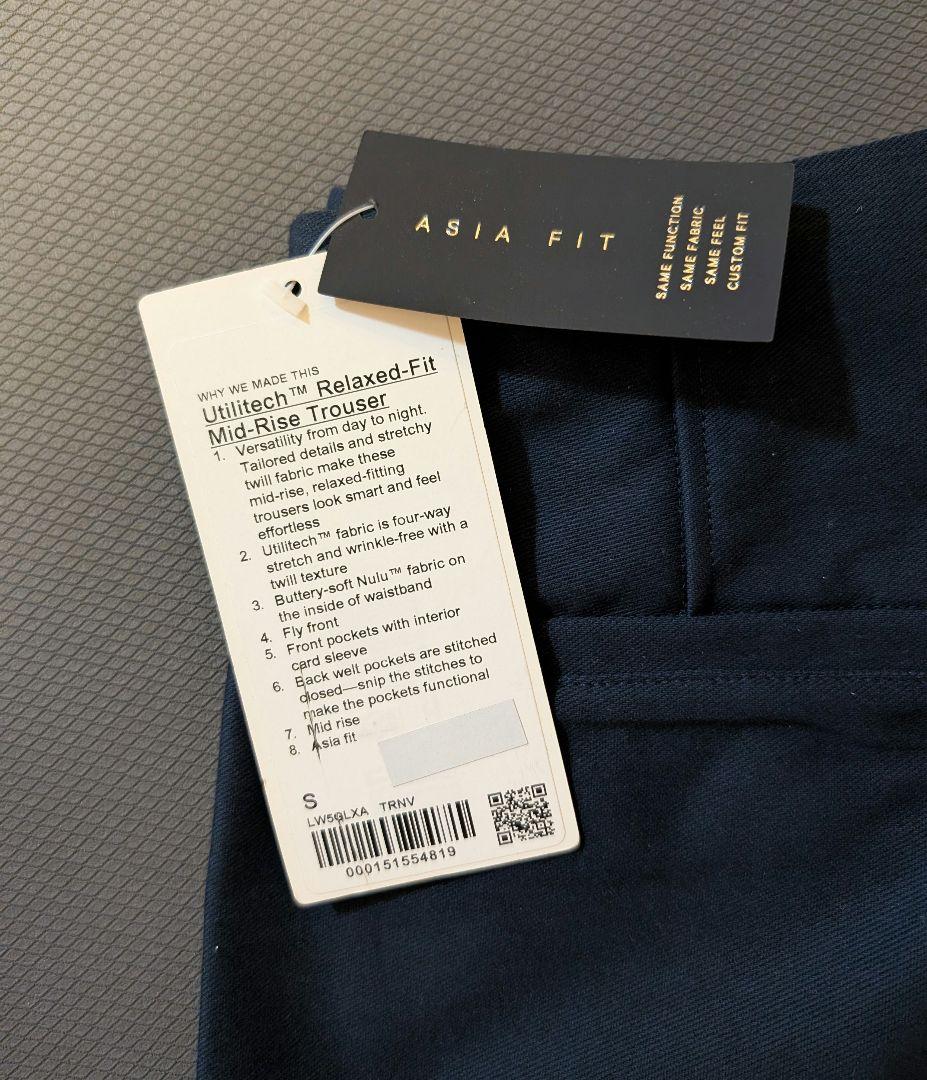 ASIA FIT
SAME FUNCTION
SAME FABRIC
SAME FEEL
CUSTOM FIT
WHY WE MADE THIS
Utilitech™ Relaxed-Fit
Mid-Rise Trouser
1. Versatility from day to night.
Tailored details and stretchy
twill fabric make these
mid-rise, relaxed-fitting
trousers look smart and feel
effortless
2. Utilitech™ fabric is four-way
stretch and wrinkle-free with a
twill texture
3. Buttery-soft Nulu™ fabric on
the inside of waistband
4. Fly front
5. Front pockets with interior
card sleeve
6. Back welt pockets are stitched
closed—snip the stitches to
make the pockets functional
7. Mid rise
8. Asia fit
S
TRNV
000151554819